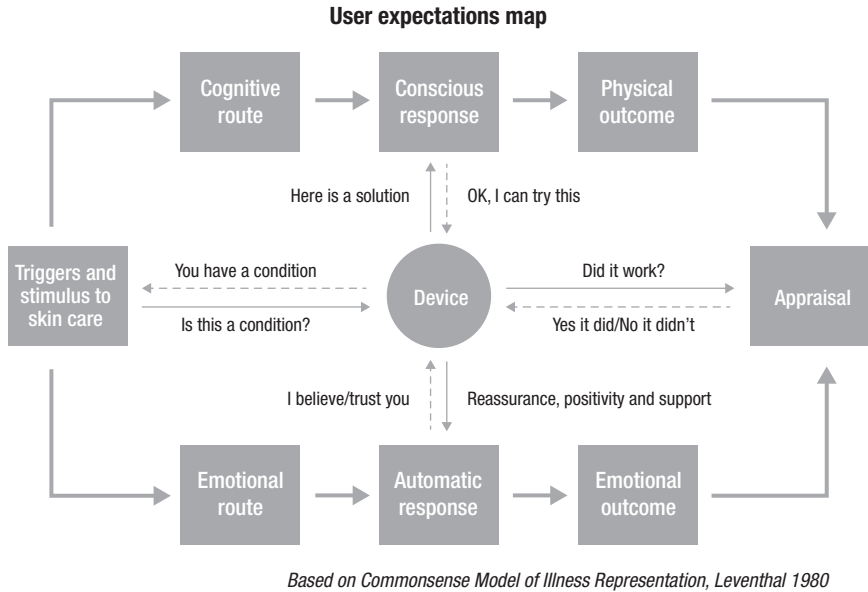 User expectations map
Cognitive
route
Conscious
response
Physical
outcome
Here is a solution
OK, I can try this
Triggers and
stimulus to
skin care
You have a condition
Is this a condition?
Device
Did it work?
Yes it did/No it didn’t
Appraisal
I believe/trust you
Reassurance, positivity and support
Emotional
route
Automatic
response
Emotional
outcome
Based on Commonsense Model of Illness Representation, Leventhal 1980